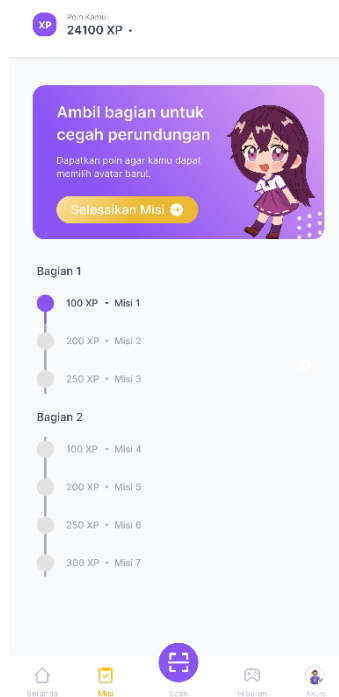 XP
Poin Kamu
24100 XP •
Ambil bagian untuk
cegah perundungan
Dapatkan poin agar kamu dapat
memilih avatar baru!.
Selesaikan Misi
Bagian 1
100 XP • Misi 1
200 XP • Misi 2
250 XP • Misi 3
Bagian 2
100 XP • Misi 4
200 XP • Misi 5
250 XP • Misi 6
300 XP • Misi 7
Beranda
Misi
Scan
Hiburan
Akun